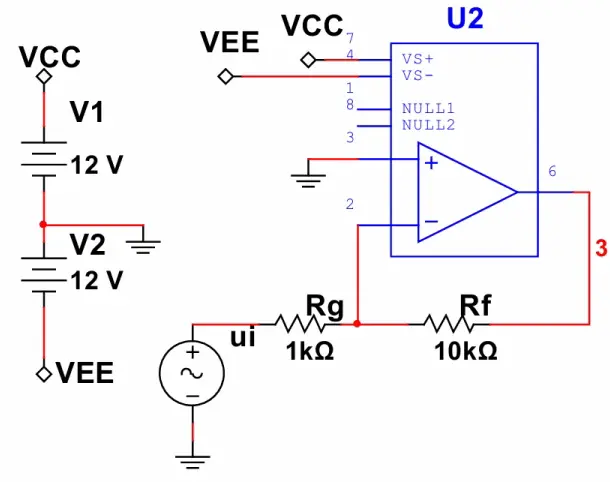 U2
VCC
VEE
VCC
7
4
VS+
VS-
V1
1
8
NULL1
NULL2
12 V
3
+
6
2
−
V2
3
12 V
Rg
Rf
ui
1kΩ
10kΩ
+
VEE
−